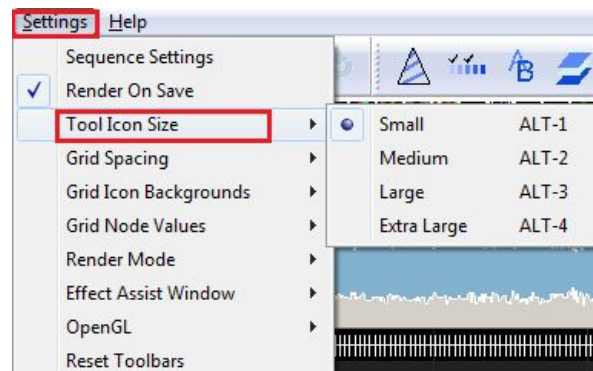 Settings Help
Sequence Settings
Render On Save
Tool Icon Size
Small ALT-1
Medium ALT-2
Large ALT-3
Extra Large ALT-4
Grid Spacing
Grid Icon Backgrounds
Grid Node Values
Render Mode
Effect Assist Window
OpenGL
Reset Toolbars
AB